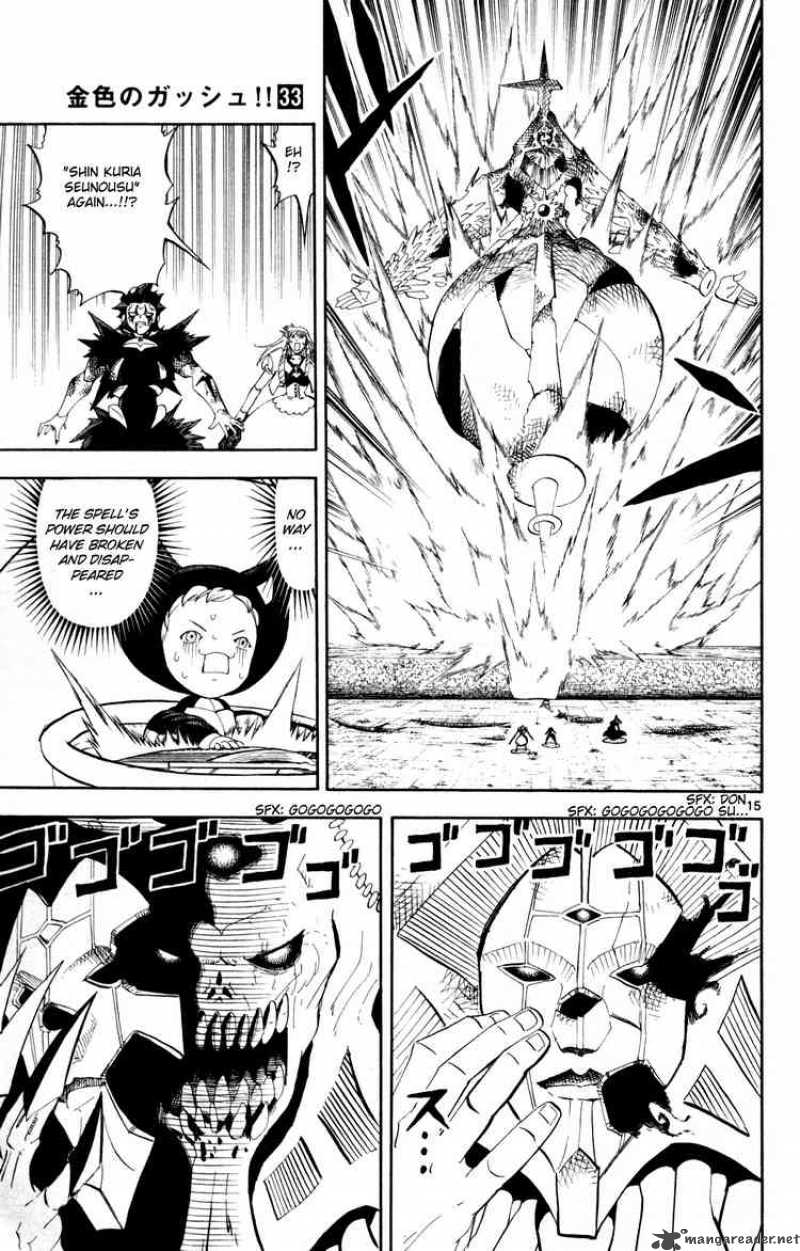 金色のガッシュ!! 33
EH
!?
"SHIN KURIA
SEUNOUSU"
AGAIN...!!?
NO
WAY
...
THE SPELL'S
POWER SHOULD
HAVE BROKEN
AND DISAP-
PEARED
...
SFX: DON
15
SFX: GOGOGOGOGOGO SU...
SFX: GOGOGOGOGO
ゴゴゴゴゴゴ
ス...
ゴゴゴゴ
mangareader.net